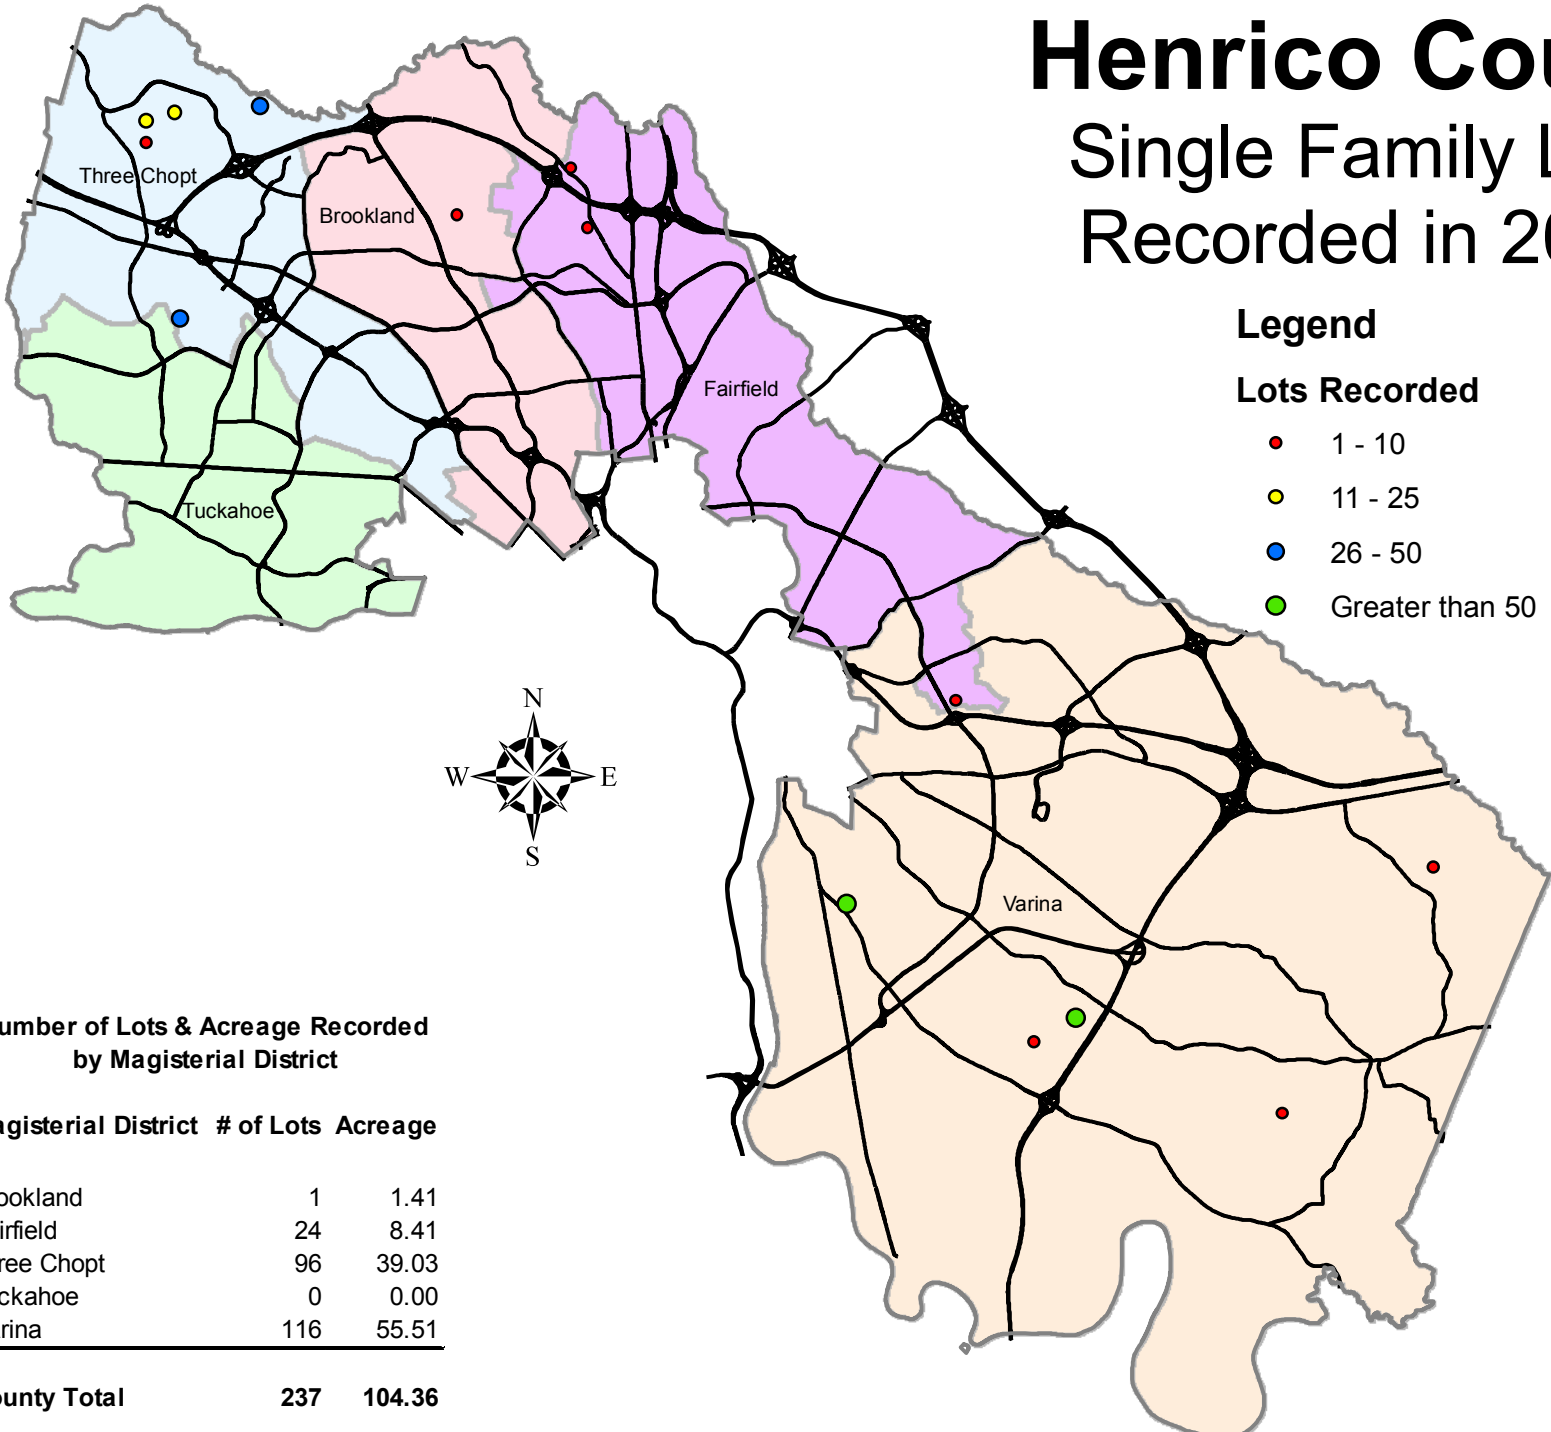 Henrico Cou
Single Family L
Recorded in 20
Legend
Lots Recorded
1 - 10
11 - 25
26 - 50
Greater than 50
Three Chopt
Brookland
Fairfield
Tuckahoe
Varina
N
W E
S
umber of Lots & Acreage Recorded
by Magisterial District
agisterial District # of Lots Acreage
ookland 1 1.41
irfield 24 8.41
ree Chopt 96 39.03
ckahoe 0 0.00
rina 116 55.51
ounty Total 237 104.36